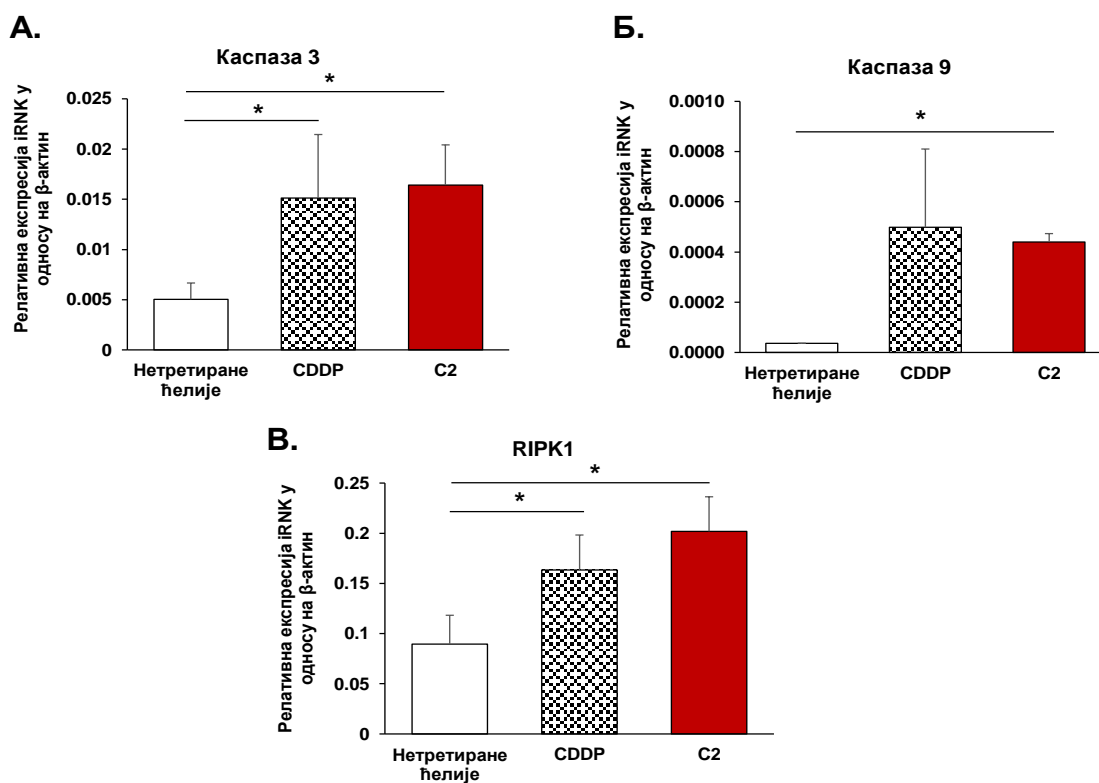 А.
Каспаза 3
Релативна експресија iRNK у
односу на β-актин
0.025
0.02
0.015
0.01
0.005
0
*
*
Нетретиране
ћелије
CDDP
C2
Б.
Каспаза 9
Релативна експресија iRNK у
односу на β-актин
0.0010
0.0008
0.0006
0.0004
0.0002
0.0000
*
Нетретиране
ћелије
CDDP
C2
В.
RIPK1
Релативна експресија iRNK у
односу на β-актин
0.25
0.2
0.15
0.1
0.05
0
*
*
Нетретиране
ћелије
CDDP
C2